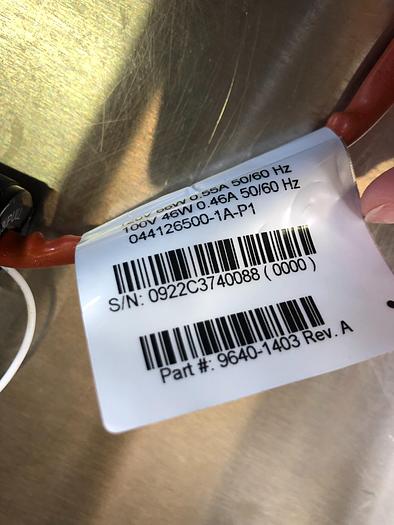 0.55A 50/60 Hz
100V 46W 0.46A 50/60 Hz
044126500-1A-P1
S/N: 0922C3740088 ( 0000 )
Part #: 9640-1403 Rev. A